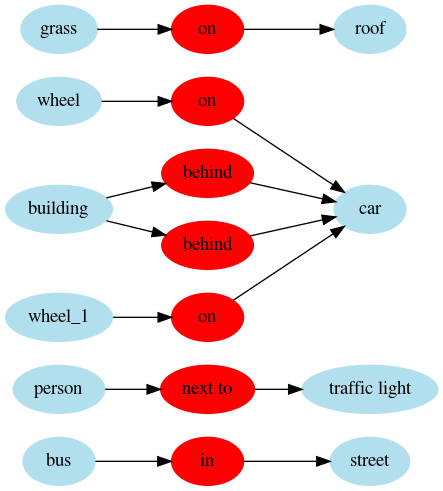 grass on roof
wheel on
behind
building car
behind
wheel_1 on
person next to traffic light
bus in street